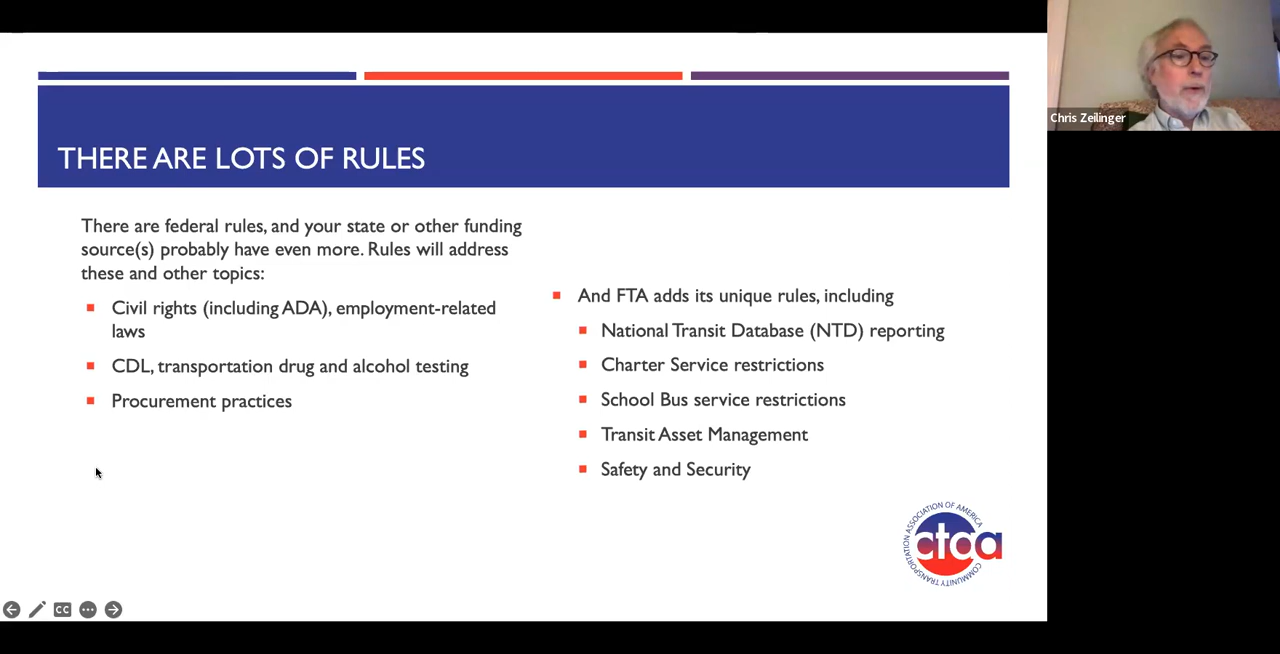 THERE ARE LOTS OF RULES
There are federal rules, and your state or other funding
source(s) probably have even more. Rules will address
these and other topics:
Civil rights (including ADA), employment-related
laws
CDL, transportation drug and alcohol testing
Procurement practices
And FTA adds its unique rules, including
National Transit Database (NTD) reporting
Charter Service restrictions
School Bus service restrictions
Transit Asset Management
Safety and Security
COMMUNITY TRANSPORTATION ASSOCIATION OF AMERICA
ctaa
CC
Chris Zeilinger